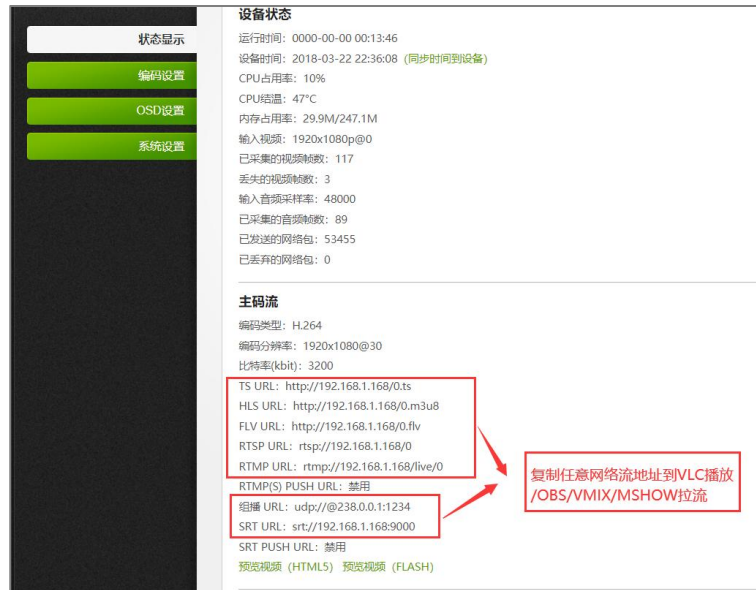 状态显示
编码设置
OSD设置
系统设置
设备状态
运行时间：0000-00-00 00:13:46
设备时间：2018-03-22 22:36:08 (同步时间到设备)
CPU占用率：10%
CPU结温：47°C
内存占用率：29.9M/247.1M
输入视频：1920x1080p@0
已采集的视频帧数：117
丢失的视频帧数：3
输入音频采样率：48000
已采集的音频帧数：89
已发送的网络包：53455
已丢弃的网络包：0
主码流
编码类型：H.264
编码分辨率：1920x1080@30
比特率(kbit)：3200
TS URL：http://192.168.1.168/0.ts
HLS URL：http://192.168.1.168/0.m3u8
FLV URL：http://192.168.1.168/0.flv
RTSP URL：rtsp://192.168.1.168/0
RTMP URL：rtmp://192.168.1.168/live/0
RTMP(S) PUSH URL：禁用
组播 URL：udp://@238.0.0.1:1234
SRT URL：srt://192.168.1.168:9000
SRT PUSH URL：禁用
预览视频 (HTML5) 预览视频 (FLASH)
复制任意网络流地址到VLC播放
/OBS/VMIX/MSHOW拉流